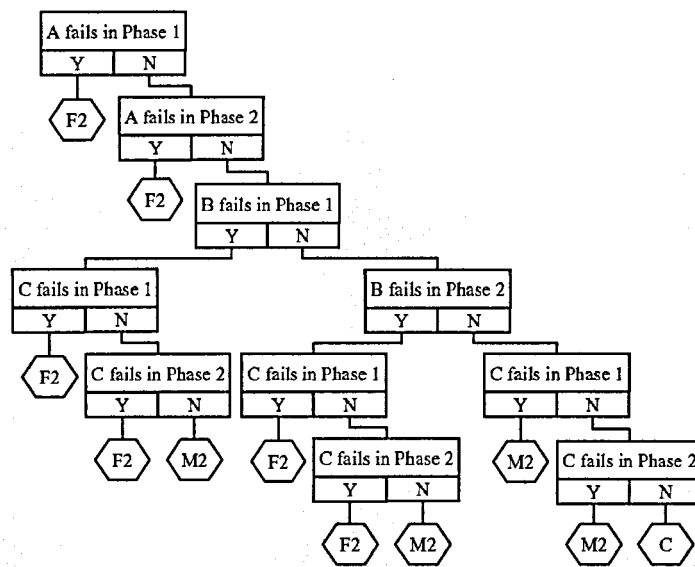 A fails in Phase 1
Y N
F2
A fails in Phase 2
Y N
F2
B fails in Phase 1
Y N
C fails in Phase 1
Y N
B fails in Phase 2
Y N
F2
C fails in Phase 2
Y N
C fails in Phase 1
Y N
C fails in Phase 1
Y N
F2
M2
F2
C fails in Phase 2
Y N
M2
C fails in Phase 2
Y N
F2
M2
M2
C